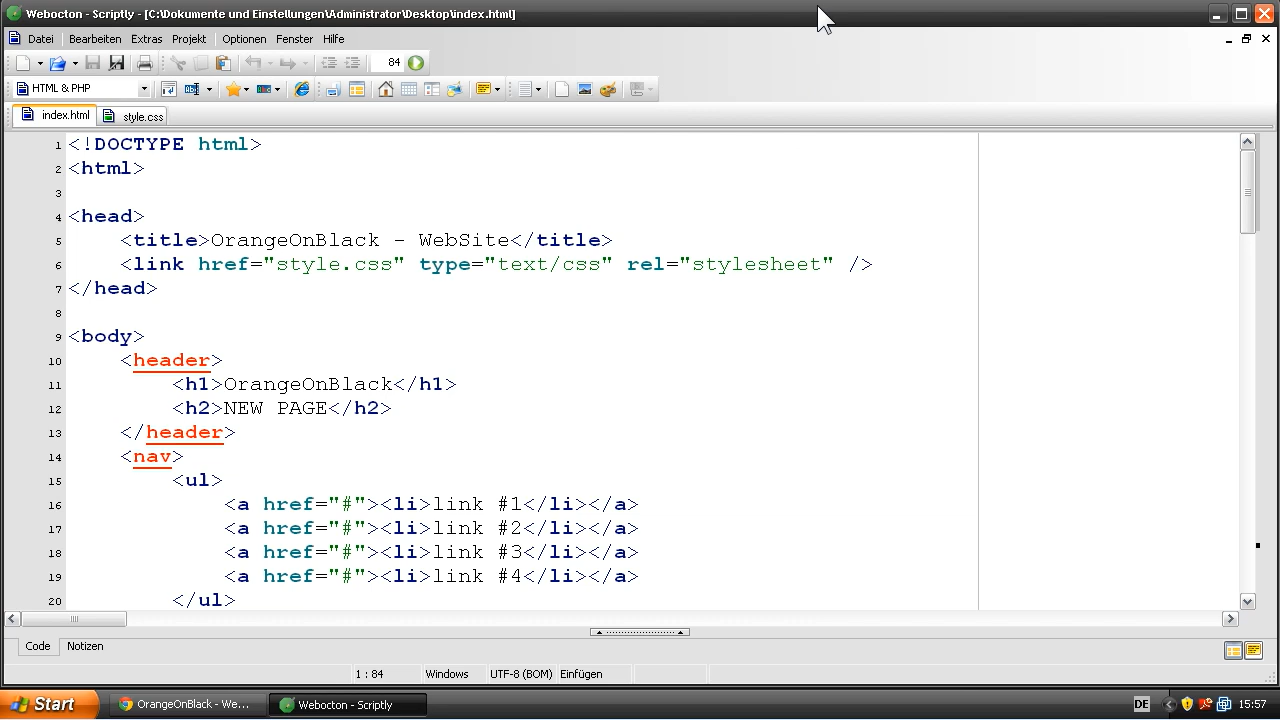 Webocton - Scriptly - [C:\Dokumente und Einstellungen\Administrator\Desktop\index.html]
Datei Bearbeiten Extras Projekt Optionen Fenster Hilfe
84
HTML & PHP
index.html style.css
1 <!DOCTYPE html>
2 <html>
3
4 <head>
5 <title>OrangeOnBlack - WebSite</title>
6 <link href="style.css" type="text/css" rel="stylesheet" />
7 </head>
8
9 <body>
10 <header>
11 <h1>OrangeOnBlack</h1>
12 <h2>NEW PAGE</h2>
13 </header>
14 <nav>
15 <ul>
16 <a href="#"><li>link #1</li></a>
17 <a href="#"><li>link #2</li></a>
18 <a href="#"><li>link #3</li></a>
19 <a href="#"><li>link #4</li></a>
20 </ul>
Code Notizen
1 : 84 Windows UTF-8 (BOM) Einfügen
Start OrangeOnBlack - We... Webocton - Scriptly DE 15:57